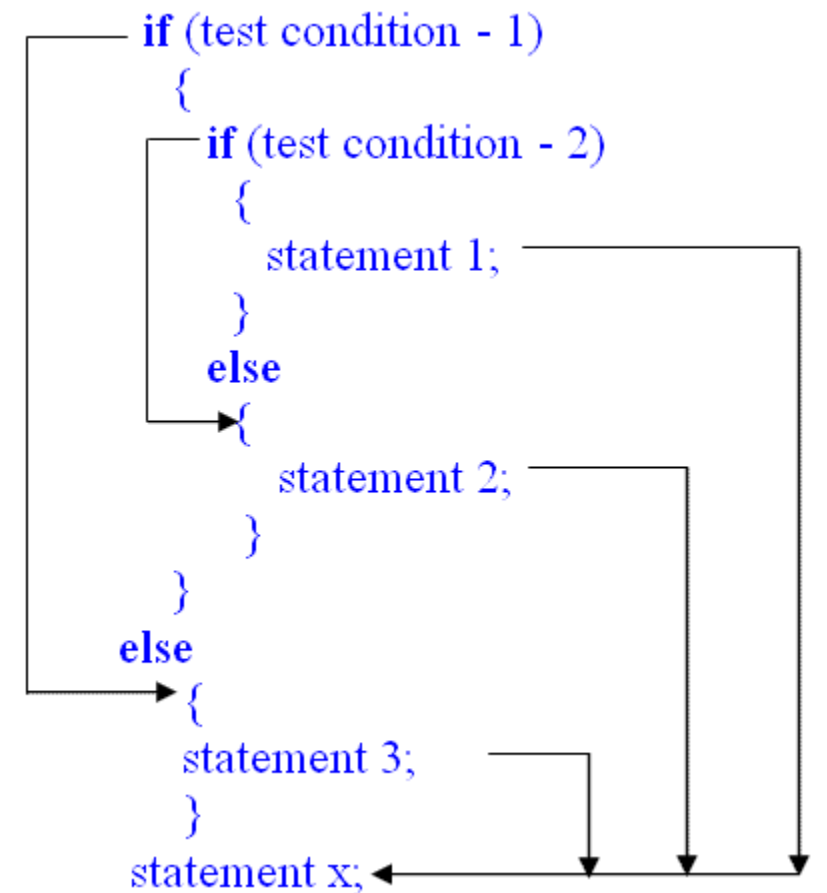 if (test condition - 1)
{
if (test condition - 2)
{
statement 1;
}
else
{
statement 2;
}
}
else
{
statement 3;
}
statement x;